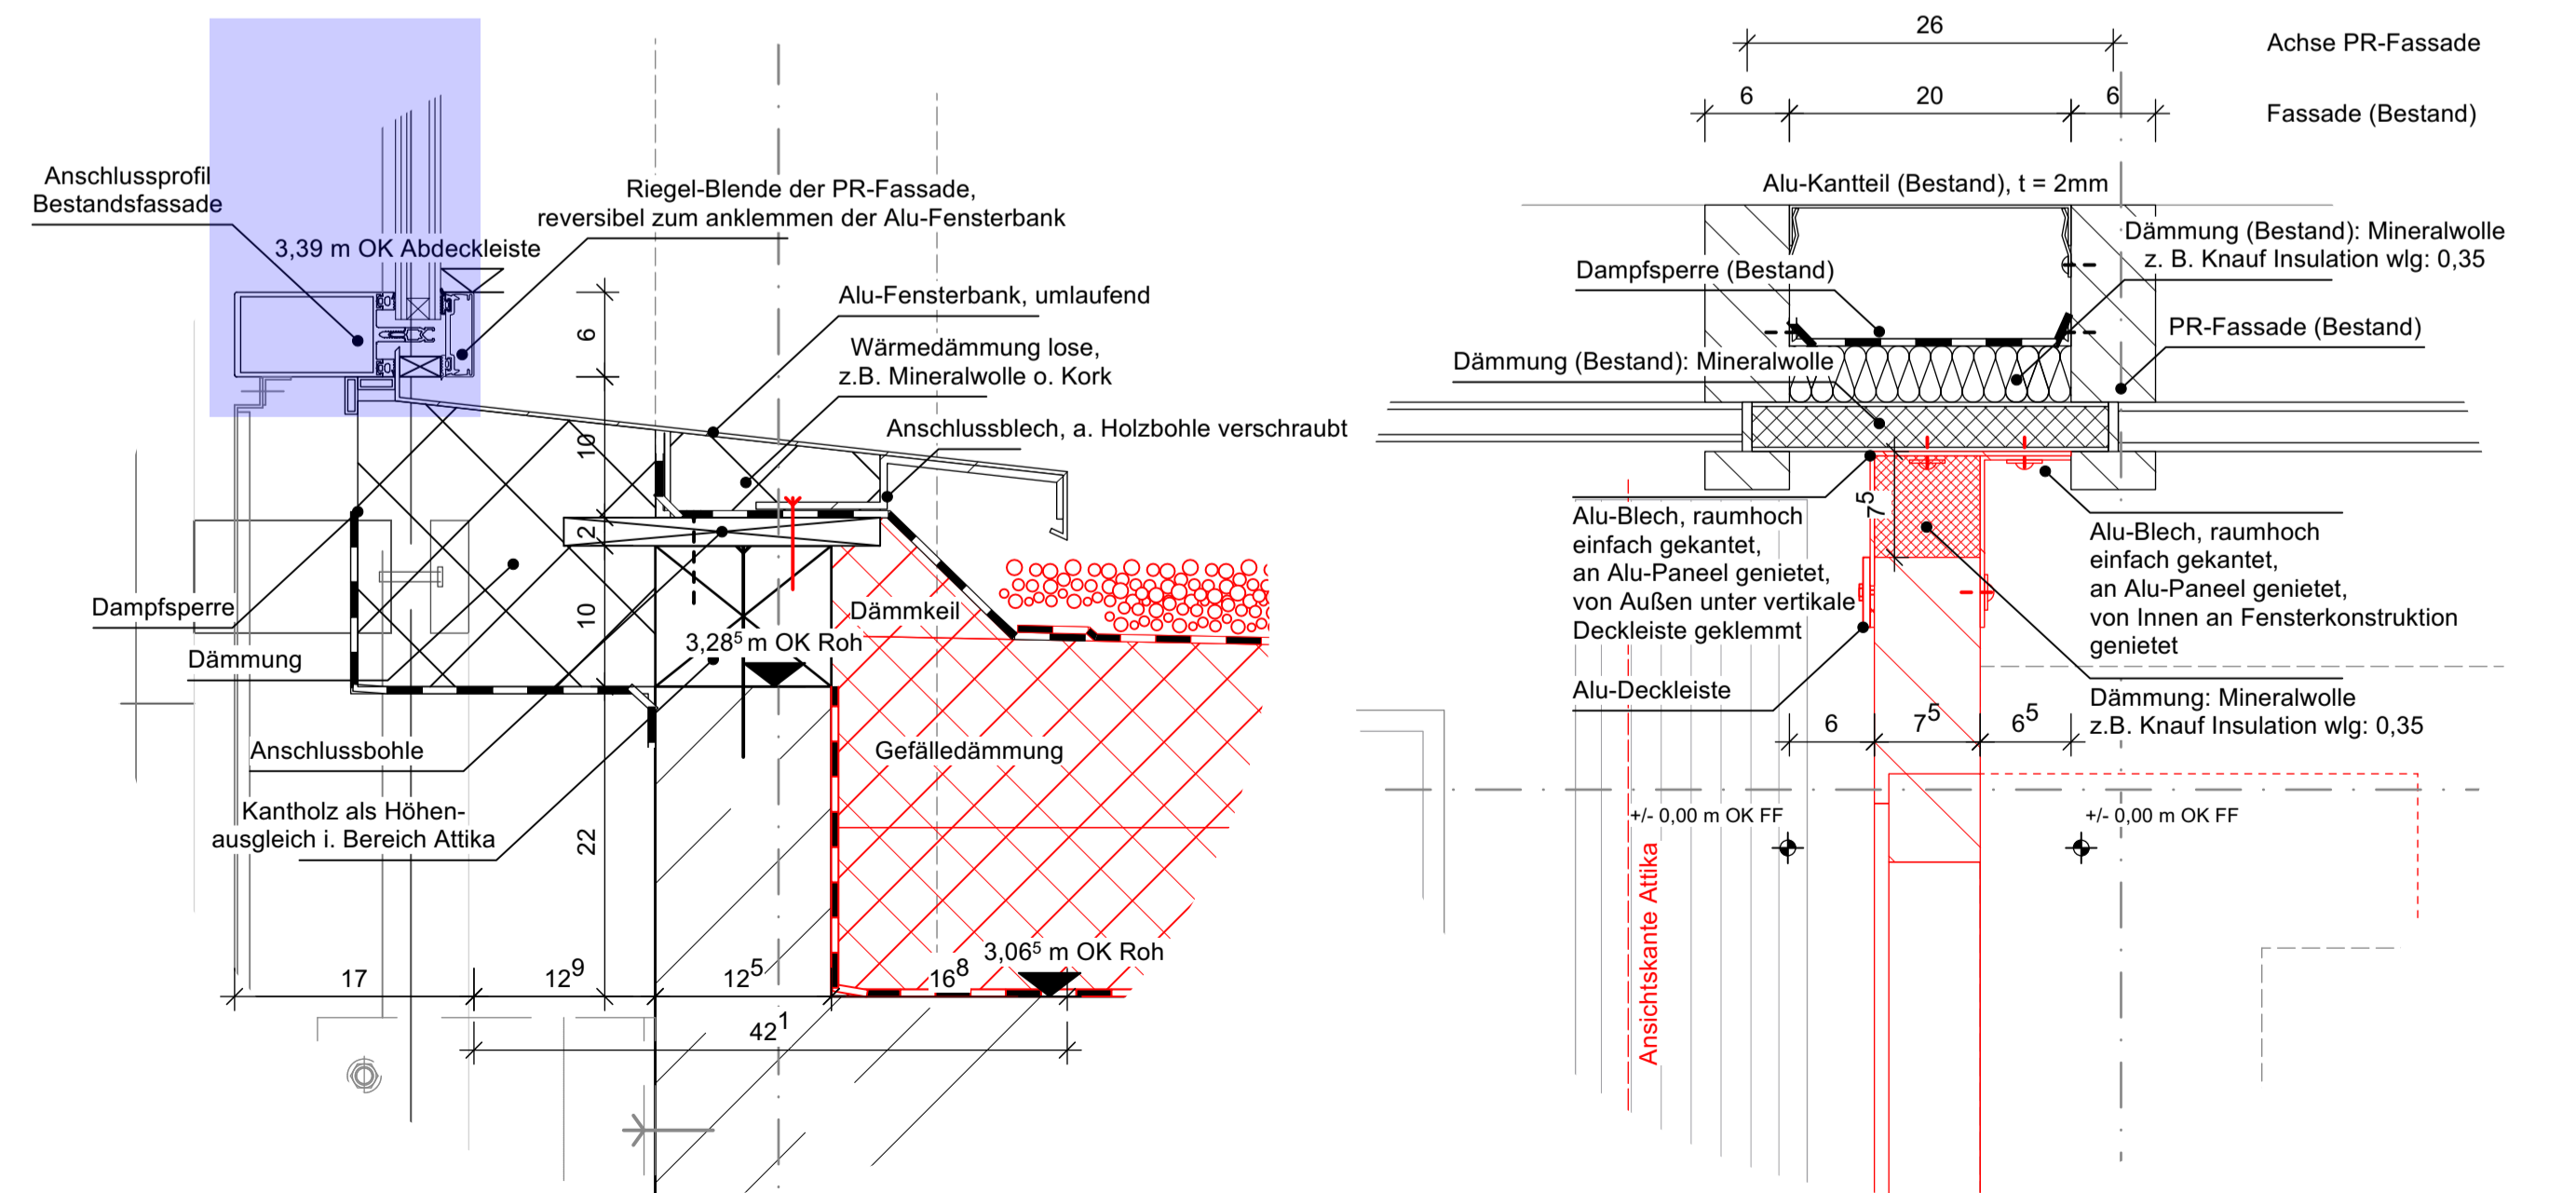 Anschlussprofil
Bestandsfassade
3,39 m OK Abdeckleiste
Riegel-Blende der PR-Fassade,
reversibel zum anklemmen der Alu-Fensterbank
Alu-Fensterbank, umlaufend
Wärmedämmung lose,
z.B. Mineralwolle o. Kork
Anschlussblech, a. Holzbohle verschraubt
6
10
2
10
22
Dampfsperre
Dämmung
Dämmkeil
3,28⁵ m OK Roh
Anschlussbohle
Gefälledämmung
Kantholz als Höhen-
ausgleich i. Bereich Attika
3,06⁵ m OK Roh
17
12⁹
12⁵
16⁸
42¹
26
Achse PR-Fassade
6
20
6
Fassade (Bestand)
Alu-Kantteil (Bestand), t = 2mm
Dämmung (Bestand): Mineralwolle
z. B. Knauf Insulation wlg: 0,35
Dampfsperre (Bestand)
PR-Fassade (Bestand)
Dämmung (Bestand): Mineralwolle
7⁵
Alu-Blech, raumhoch
einfach gekantet,
an Alu-Paneel genietet,
von Außen unter vertikale
Deckleiste geklemmt
Alu-Blech, raumhoch
einfach gekantet,
an Alu-Paneel genietet,
von Innen an Fensterkonstruktion
genietet
Alu-Deckleiste
Dämmung: Mineralwolle
z.B. Knauf Insulation wlg: 0,35
6
7⁵
6⁵
+/- 0,00 m OK FF
+/- 0,00 m OK FF
Ansichtskante Attika